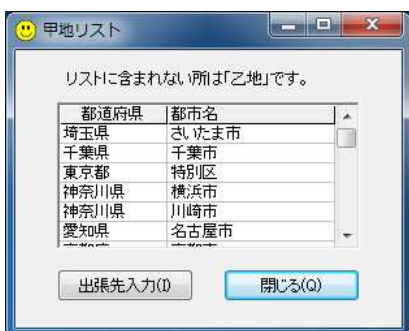 甲地リスト
リストに含まれない所は「乙地」です。
都道府県 都市名
埼玉県 さいたま市
千葉県 千葉市
東京都 特別区
神奈川県 横浜市
神奈川県 川崎市
愛知県 名古屋市
出張先入力(I) 閉じる(Q)